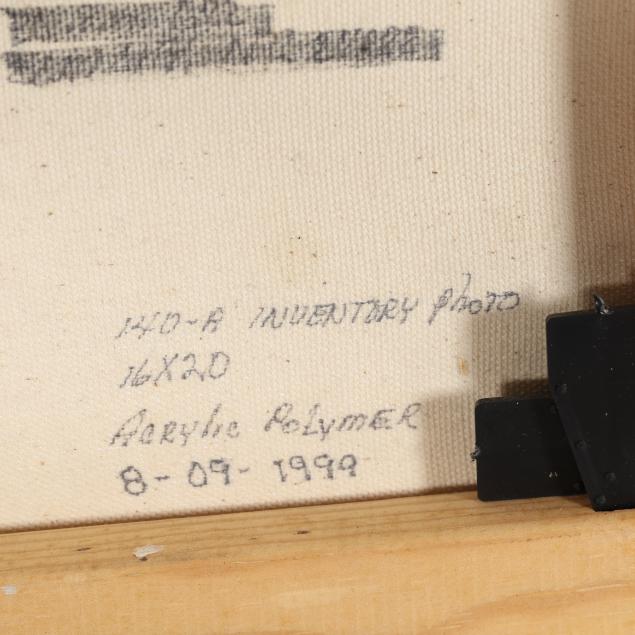 140-A INVENTORY PhoTO
16X20
Acrylic PolymER
8-09-1999